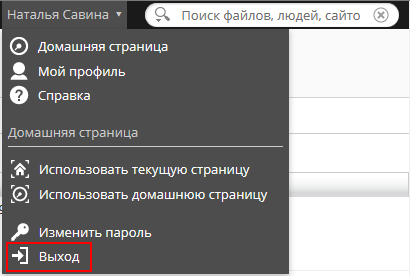 Наталья Савина
Поиск файлов, людей, сайто
Домашняя страница
Мой профиль
Справка
Домашняя страница
Использовать текущую страницу
Использовать домашнюю страницу
Изменить пароль
Выход